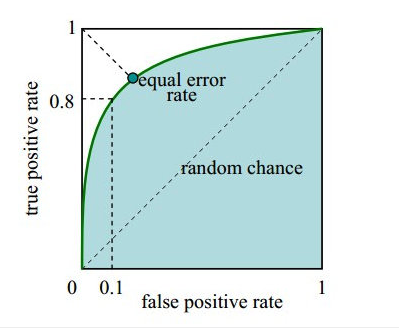 1
equal error
rate
0.8
true positive rate
random chance
0 0.1 1
false positive rate